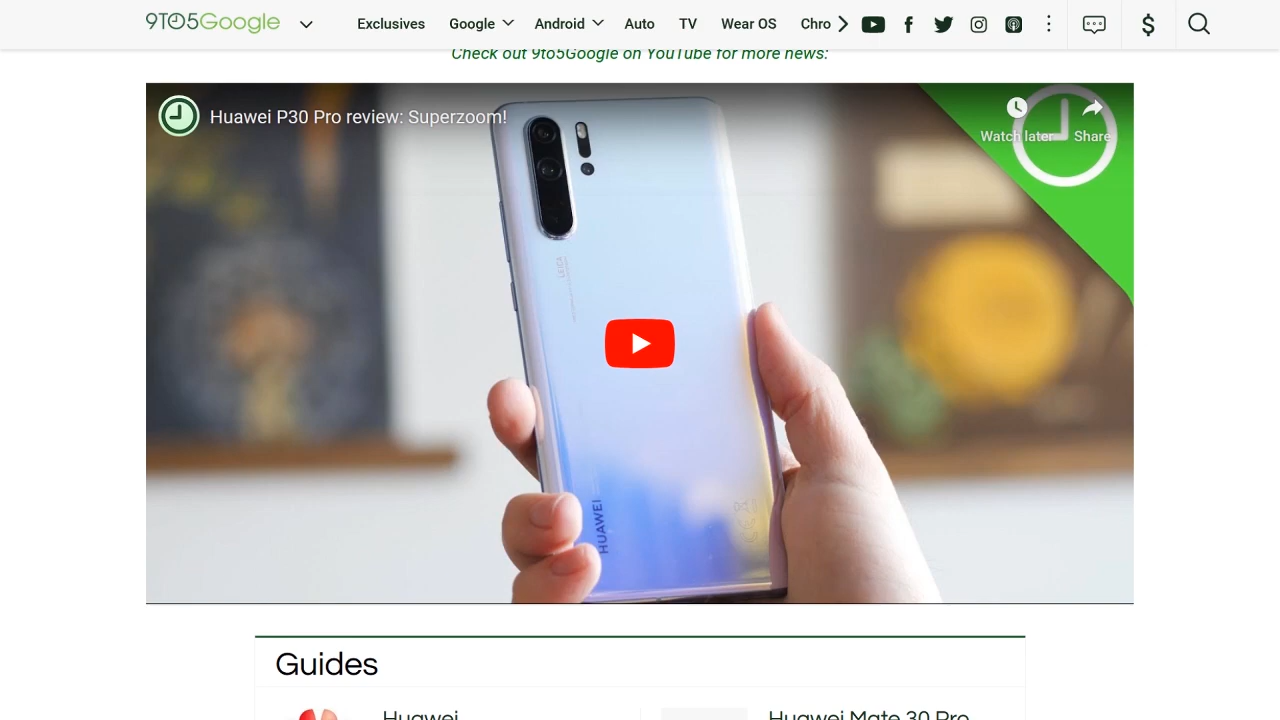 9TO5Google
Exclusives Google Android Auto TV Wear OS Chro
Check out 9to5Google on YouTube for more news:
Huawei P30 Pro review: Superzoom!
Watch later Share
LEICA
HUAWEI
Guides
Huawei Huawei Mate 30 Pro